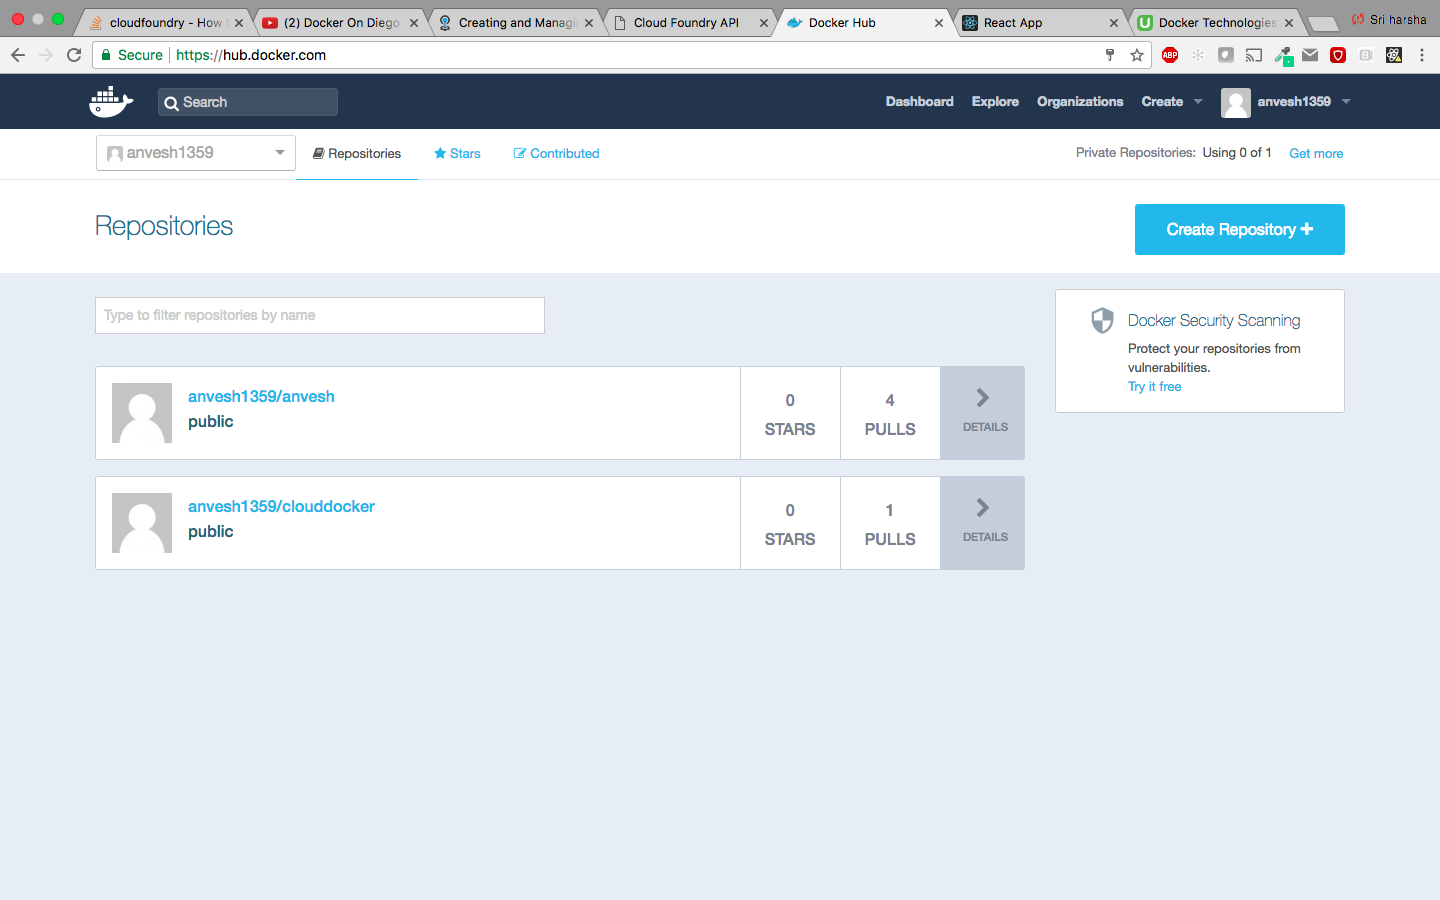 cloudfoundry - How t
(2) Docker On Diego
Creating and Managin
Cloud Foundry API
Docker Hub
React App
Docker Technologies
Sri harsha
Secure
https://hub.docker.com
ABP
Search
Dashboard
Explore
Organizations
Create
anvesh1359
anvesh1359
Repositories
Stars
Contributed
Private Repositories: Using 0 of 1
Get more
Repositories
Create Repository
Type to filter repositories by name
Docker Security Scanning
Protect your repositories from
vulnerabilities.
Try it free
anvesh1359/anvesh
public
0
STARS
4
PULLS
DETAILS
anvesh1359/clouddocker
public
0
STARS
1
PULLS
DETAILS